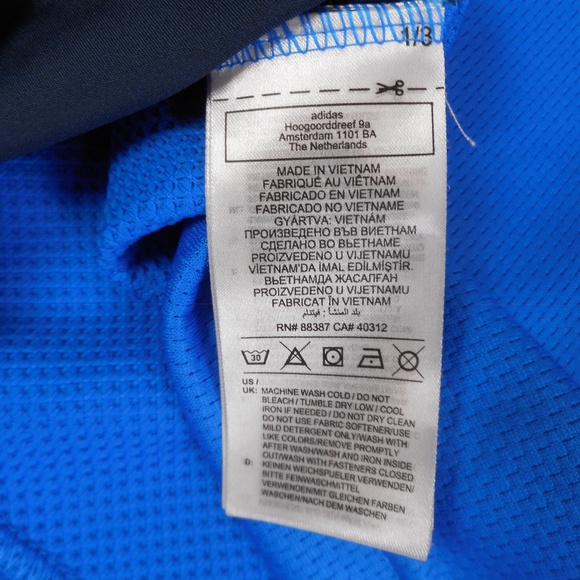 1/3
adidas
Hoogoorddreef 9a
Amsterdam 1101 BA
The Netherlands
MADE IN VIETNAM
FABRIQUÉ AU VIÊTNAM
FABRICADO EN VIETNAM
FABRICADO NO VIETNAME
GYÁRTVA: VIETNÁM
ПРОИЗВЕДЕНО ВЪВ ВИЕТНАМ
СДЕЛАНО ВО ВЬЕТНАМЕ
PROIZVEDENO U VIJETNAMU
VİETNAM'DA İMAL EDİLMİŞTİR.
ВЬЕТНАМДА ЖАСАЛҒАН
PROIZVEDENO U VIJETNAMU
FABRICAT ÎN VIETNAM
بلد المنشأ : فيتنام
RN# 88387 CA# 40312
30
US /
UK: MACHINE WASH COLD / DO NOT
BLEACH / TUMBLE DRY LOW / COOL
IRON IF NEEDED / DO NOT DRY CLEAN
DO NOT USE FABRIC SOFTENER/USE
MILD DETERGENT ONLY/WASH WITH
LIKE COLORS/REMOVE PROMPTLY
AFTER WASH/WASH AND IRON INSIDE
OUT/WASH WITH FASTENERS CLOSED
D: KEINEN WEICHSPUELER VERWENDEN/
BITTE FEINWASCHMITTEL
VERWENDEN/MIT GLEICHEN FARBEN
WASCHEN/NACH DEM WASCHEN